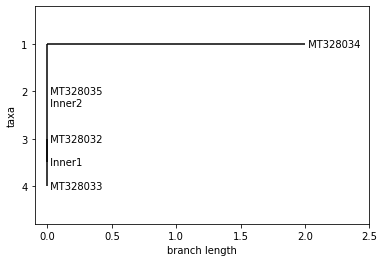 1
MT328034
2
MT328035
Inner2
taxa
3
MT328032
Inner1
4
MT328033
0.0
0.5
1.0
1.5
2.0
2.5
branch length